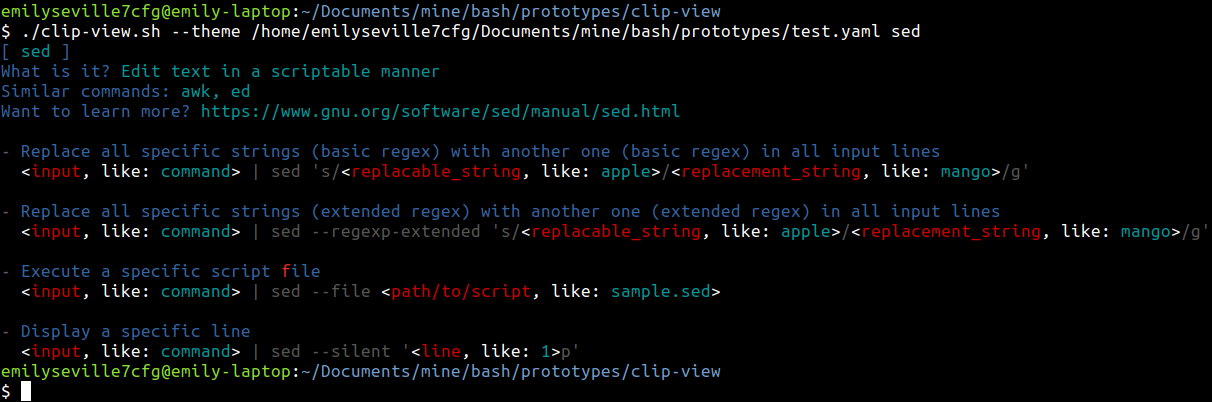 emilyseville7cfg@emily-laptop:~/Documents/mine/bash/prototypes/clip-view
$ ./clip-view.sh --theme /home/emilyseville7cfg/Documents/mine/bash/prototypes/test.yaml sed
[ sed ]
What is it? Edit text in a scriptable manner
Similar commands: awk, ed
Want to learn more? https://www.gnu.org/software/sed/manual/sed.html
- Replace all specific strings (basic regex) with another one (basic regex) in all input lines
<input, like: command> | sed 's/<replacable_string, like: apple>/<replacement_string, like: mango>/g'
- Replace all specific strings (extended regex) with another one (extended regex) in all input lines
<input, like: command> | sed --regexp-extended 's/<replacable_string, like: apple>/<replacement_string, like: mango>/g'
- Execute a specific script file
<input, like: command> | sed --file <path/to/script, like: sample.sed>
- Display a specific line
<input, like: command> | sed --silent '<line, like: 1>p'
emilyseville7cfg@emily-laptop:~/Documents/mine/bash/prototypes/clip-view
$